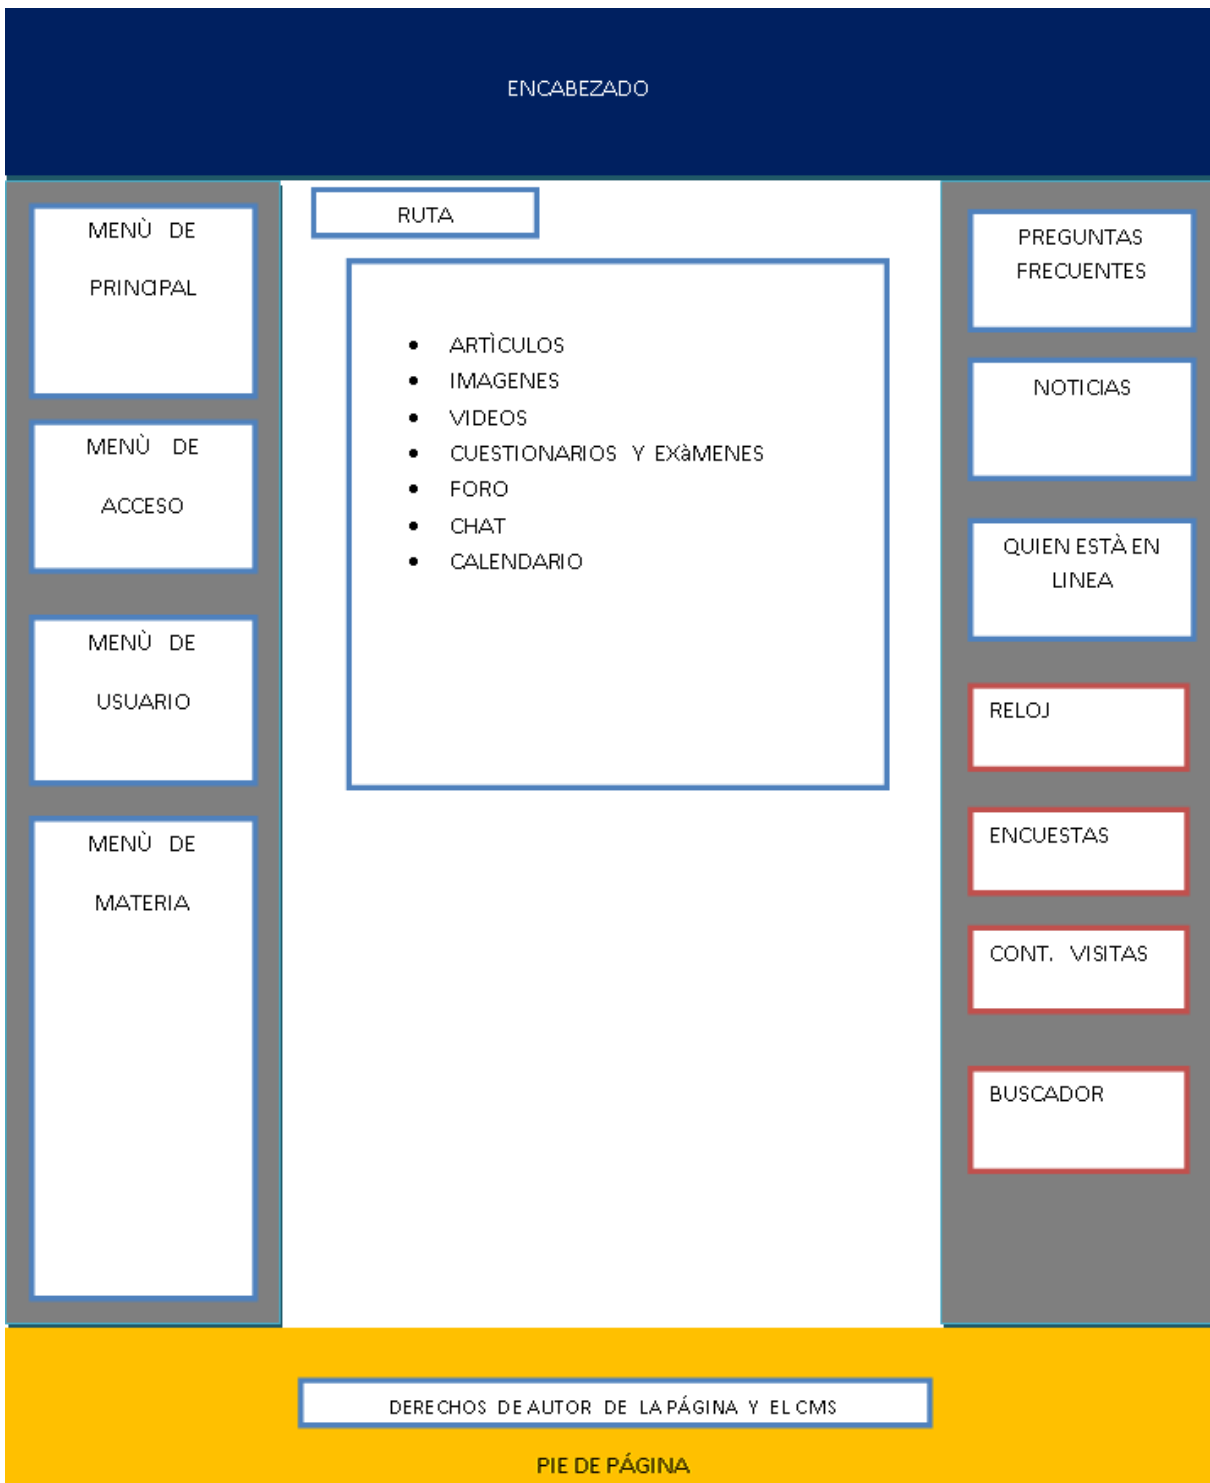 ENCABEZADO
MENÙ DE
PRINCIPAL
MENÙ DE
ACCESO
MENÙ DE
USUARIO
MENÙ DE
MATERIA
RUTA
• ARTÌCULOS
• IMAGENES
• VIDEOS
• CUESTIONARIOS Y EXàMENES
• FORO
• CHAT
• CALENDARIO
PREGUNTAS
FRECUENTES
NOTICIAS
QUIEN ESTÀ EN
LINEA
RELOJ
ENCUESTAS
CONT. VISITAS
BUSCADOR
DERECHOS DE AUTOR DE LA PÁGINA Y EL CMS
PIE DE PÁGINA